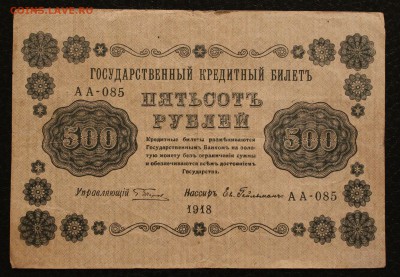 coins.lave.ru
ГОСУДАРСТВЕННЫЙ КРЕДИТНЫЙ БИЛЕТЪ
АА-085
ПЯТЬСОТЪ
РУБЛЕЙ
500
500
Кредитные билеты размѣниваются
Государственнымъ Банкомъ на золо-
тую монету безъ ограниченія суммы
и обезпечиваются всѣмъ достояніемъ
Государства.
Управляющій
Кассиръ
АА-085
1918